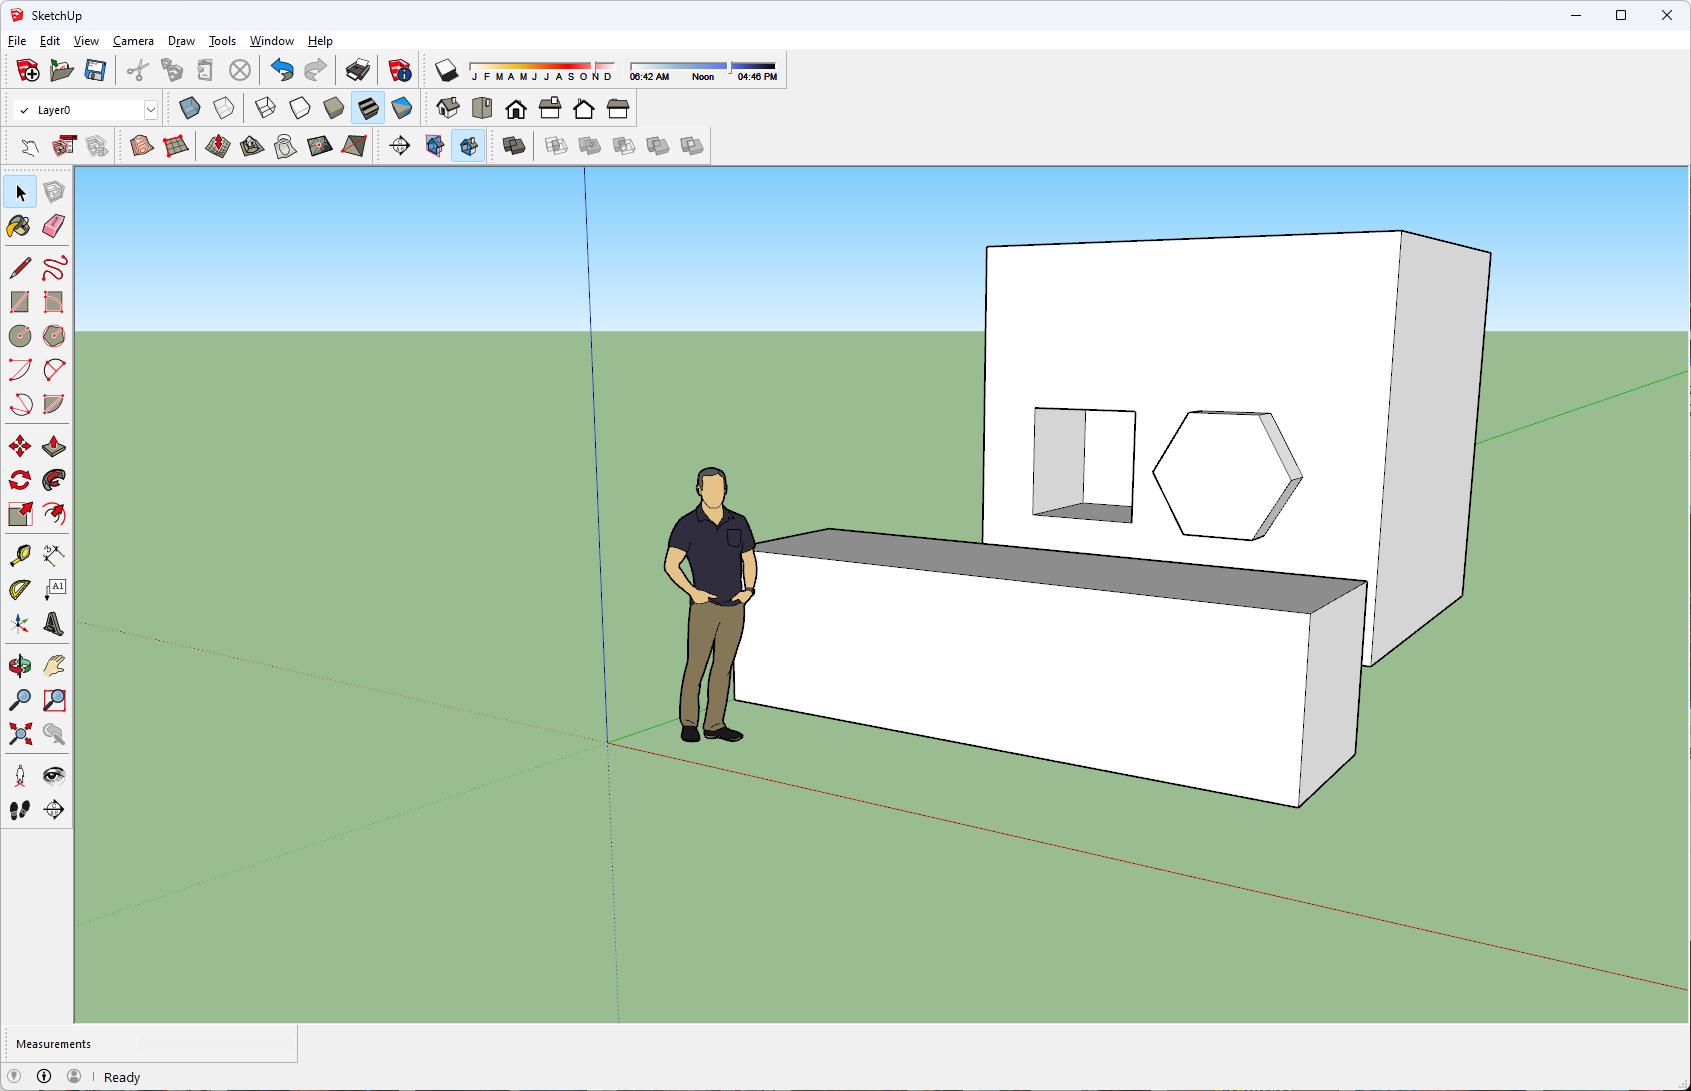 SketchUp
File Edit View Camera Draw Tools Window Help
J F M A M J J A S O N D
06:42 AM Noon 04:46 PM
Layer0
A1
Measurements
Ready